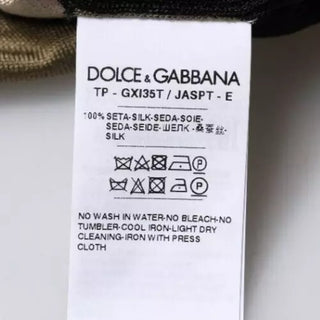 DOLCE & GABBANA
TP - GXI35T / JASPT - E
100% SETA-SILK-SEDA-SOIE-
SEDA-SEIDE-ШЕЛК -桑蚕丝-
SILK
NO WASH IN WATER-NO BLEACH-NO
TUMBLER-COOL IRON-LIGHT DRY
CLEANING-IRON WITH PRESS
CLOTH